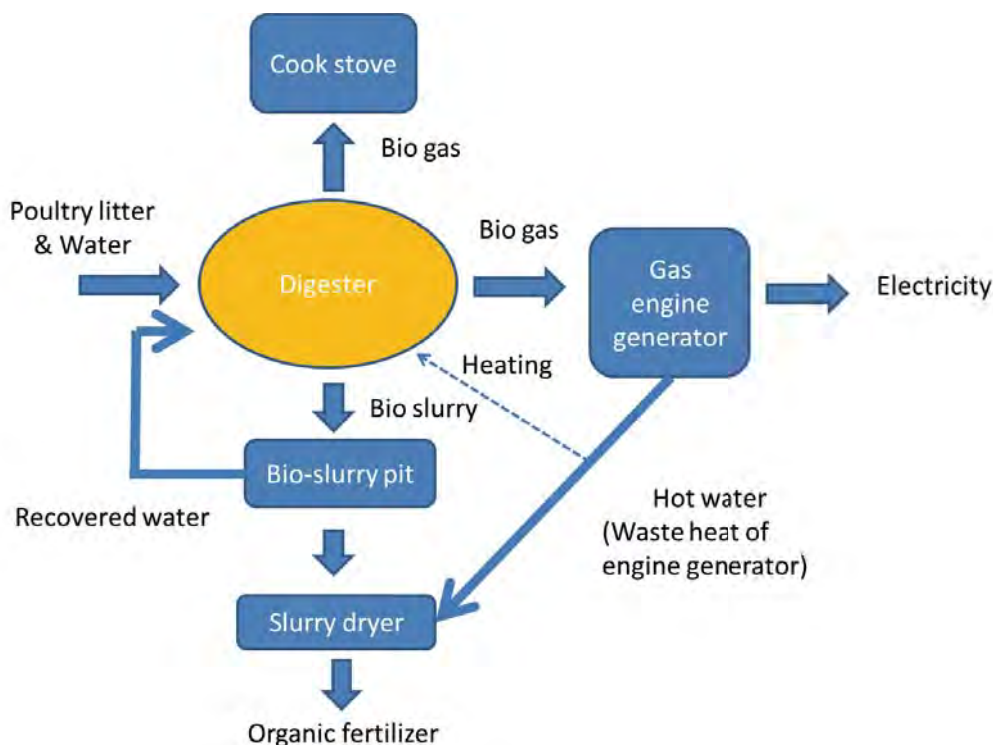 Cook stove
Bio gas
Poultry litter
& Water
Bio gas
Digester
Gas
engine
generator
Electricity
Heating
Bio slurry
Bio-slurry pit
Recovered water
Hot water
(Waste heat of
engine generator)
Slurry dryer
Organic fertilizer